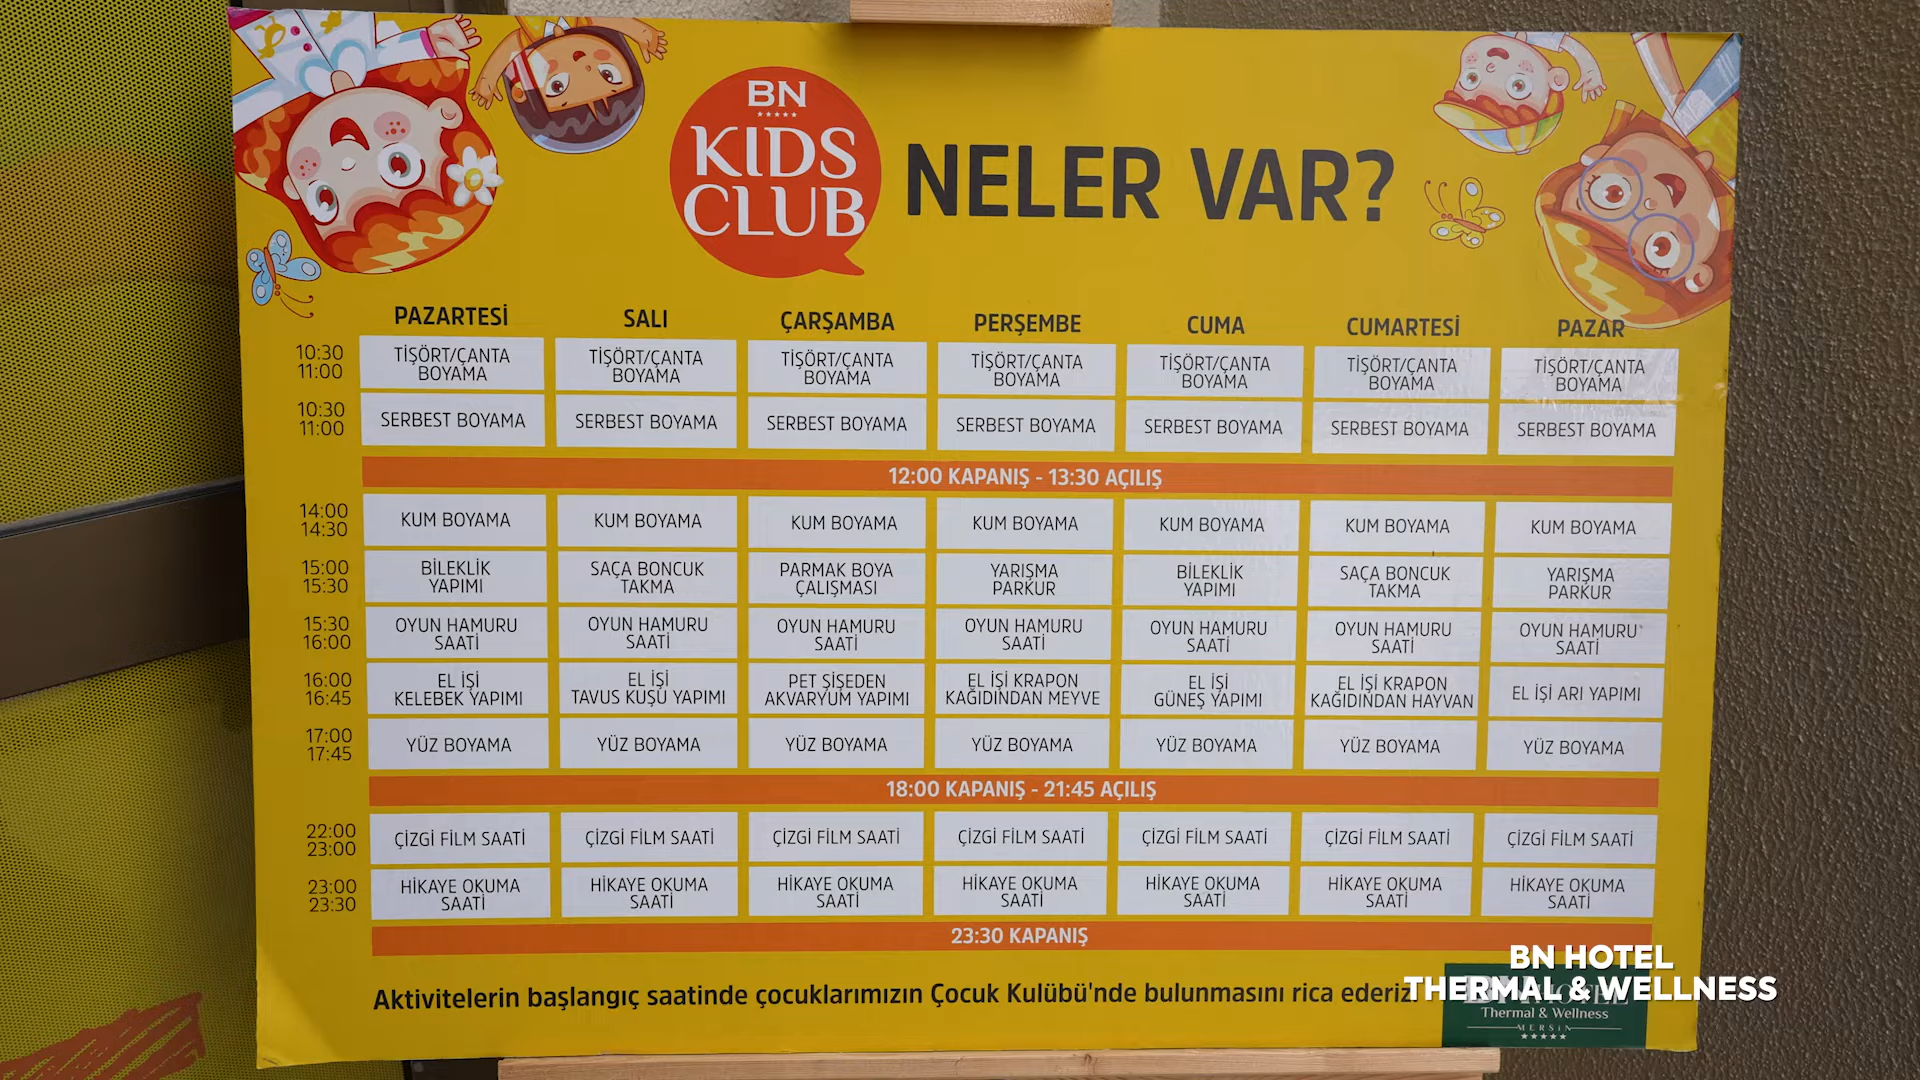 BN
KIDS
CLUB
NELER VAR?
PAZARTESİ SALI ÇARŞAMBA PERŞEMBE CUMA CUMARTESİ PAZAR
10:30 TİŞÖRT/ÇANTA TİŞÖRT/ÇANTA TİŞÖRT/ÇANTA TİŞÖRT/ÇANTA TİŞÖRT/ÇANTA TİŞÖRT/ÇANTA TİŞÖRT/ÇANTA
11:00 BOYAMA BOYAMA BOYAMA BOYAMA BOYAMA BOYAMA BOYAMA
10:30
11:00 SERBEST BOYAMA SERBEST BOYAMA SERBEST BOYAMA SERBEST BOYAMA SERBEST BOYAMA SERBEST BOYAMA SERBEST BOYAMA
12:00 KAPANIŞ - 13:30 AÇILIŞ
14:00
14:30 KUM BOYAMA KUM BOYAMA KUM BOYAMA KUM BOYAMA KUM BOYAMA KUM BOYAMA KUM BOYAMA
15:00 BİLEKLİK SAÇA BONCUK PARMAK BOYA YARIŞMA BİLEKLİK SAÇA BONCUK YARIŞMA
15:30 YAPIMI TAKMA ÇALIŞMASI PARKUR YAPIMI TAKMA PARKUR
15:30 OYUN HAMURU OYUN HAMURU OYUN HAMURU OYUN HAMURU OYUN HAMURU OYUN HAMURU OYUN HAMURU
16:00 SAATİ SAATİ SAATİ SAATİ SAATİ SAATİ SAATİ
16:00 EL İŞİ EL İŞİ PET ŞİŞEDEN EL İŞİ KRAPON EL İŞİ EL İŞİ KRAPON EL İŞİ ARI YAPIMI
16:45 KELEBEK YAPIMI TAVUS KUŞU YAPIMI AKVARYUM YAPIMI KAĞIDINDAN MEYVE GÜNEŞ YAPIMI KAĞIDINDAN HAYVAN
17:00
17:45 YÜZ BOYAMA YÜZ BOYAMA YÜZ BOYAMA YÜZ BOYAMA YÜZ BOYAMA YÜZ BOYAMA YÜZ BOYAMA
18:00 KAPANIŞ - 21:45 AÇILIŞ
22:00
23:00 ÇİZGİ FİLM SAATİ ÇİZGİ FİLM SAATİ ÇİZGİ FİLM SAATİ ÇİZGİ FİLM SAATİ ÇİZGİ FİLM SAATİ ÇİZGİ FİLM SAATİ ÇİZGİ FİLM SAATİ
23:00 HİKAYE OKUMA HİKAYE OKUMA HİKAYE OKUMA HİKAYE OKUMA HİKAYE OKUMA HİKAYE OKUMA HİKAYE OKUMA
23:30 SAATİ SAATİ SAATİ SAATİ SAATİ SAATİ SAATİ
23:30 KAPANIŞ
Aktivitelerin başlangıç saatinde çocuklarımızın Çocuk Kulübü'nde bulunmasını rica ederiz
BN HOTEL
THERMAL & WELLNESS
Thermal & Wellness
MERSİN